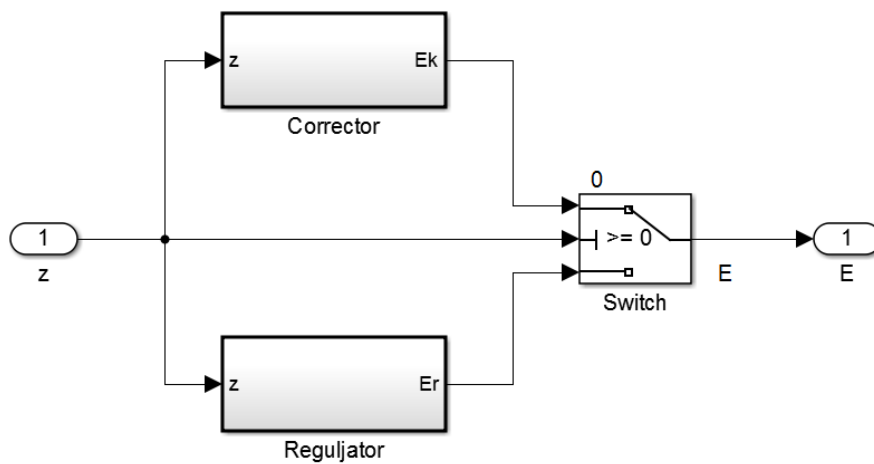 z
Ek
Corrector
0
1
z
>= 0
Switch
E
1
E
z
Er
Reguljator